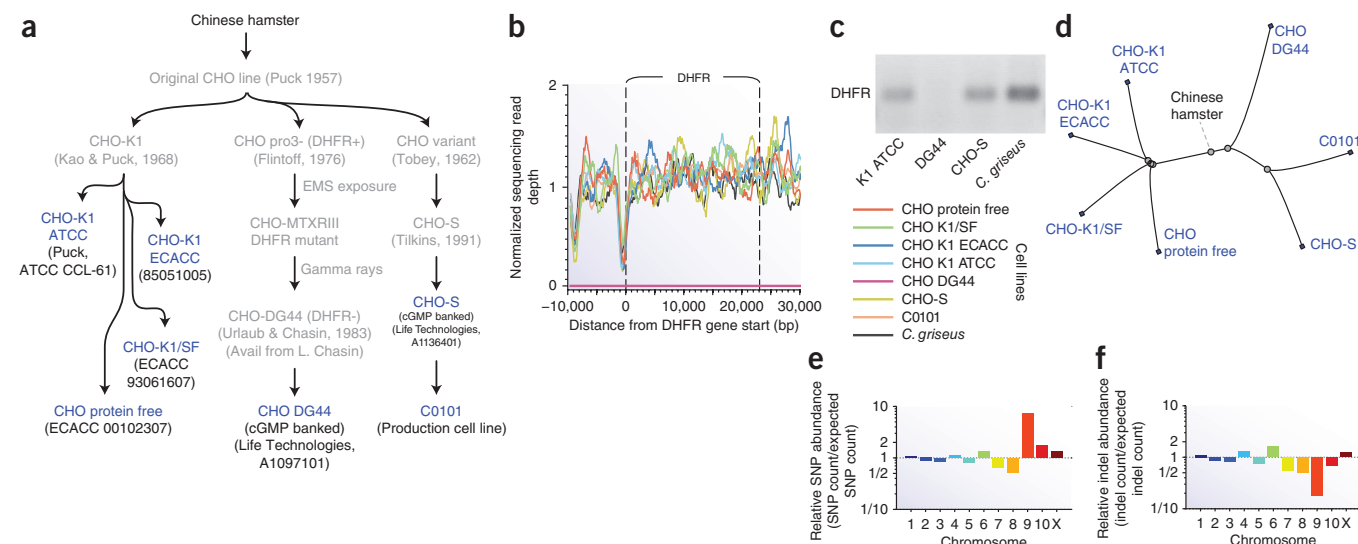 a
Chinese hamster
Original CHO line (Puck 1957)
CHO-K1
(Kao & Puck, 1968)
CHO pro3- (DHFR+)
(Flintoff, 1976)
CHO variant
(Tobey, 1962)
EMS exposure
CHO-K1
ATCC
(Puck,
ATCC CCL-61)
CHO-K1
ECACC
(85051005)
CHO-MTXRIII
DHFR mutant
CHO-S
(Tilkins, 1991)
Gamma rays
CHO-K1/SF
(ECACC
93061607)
CHO-DG44 (DHFR-)
(Urlaub & Chasin, 1983)
(Avail from L. Chasin)
CHO-S
(cGMP banked)
(Life Technologies,
A1136401)
CHO protein free
(ECACC 00102307)
CHO DG44
(cGMP banked)
(Life Technologies,
A1097101)
C0101
(Production cell line)
b
DHFR
Normalized sequencing read
depth
2
1
0
−10,000 0 10,000 20,000 30,000
Distance from DHFR gene start (bp)
c
DHFR
K1 ATCC
DG44
CHO-S
C. griseus
CHO protein free
CHO K1/SF
CHO K1 ECACC
CHO K1 ATCC
CHO DG44
CHO-S
C0101
C. griseus
Cell lines
d
CHO
DG44
CHO-K1
ATCC
Chinese
hamster
CHO-K1
ECACC
C0101
CHO-K1/SF
CHO
protein free
CHO-S
e
Relative SNP abundance
(SNP count/expected
SNP count)
10
2
1
1/2
1/10
1 2 3 4 5 6 7 8 9 10 X
Chromosome
f
Relative indel abundance
(indel count/expected
indel count)
10
2
1
1/2
1/10
1 2 3 4 5 6 7 8 9 10 X
Chromosome